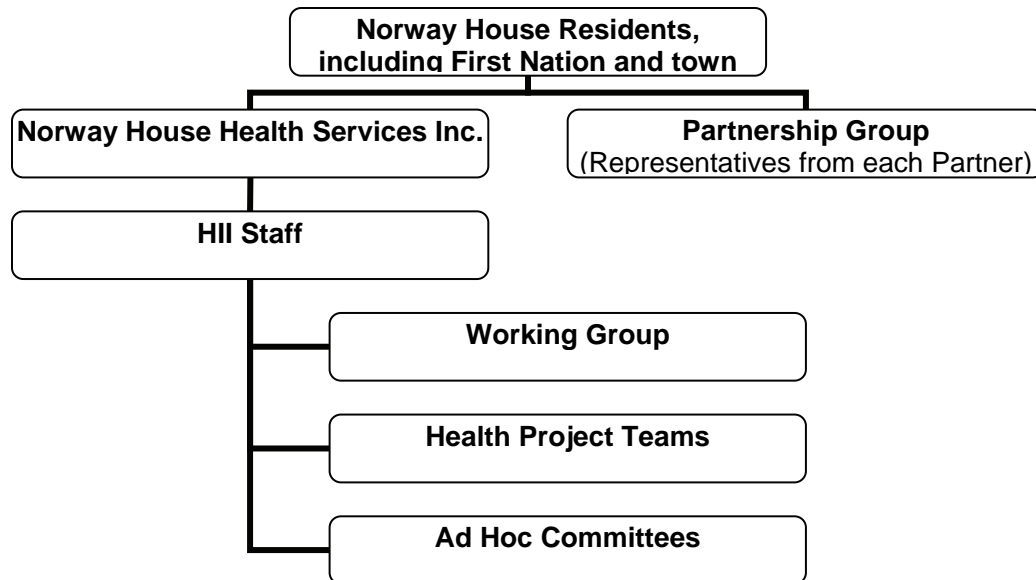 Norway House Residents,
including First Nation and town
Norway House Health Services Inc.
Partnership Group
(Representatives from each Partner)
HII Staff
Working Group
Health Project Teams
Ad Hoc Committees